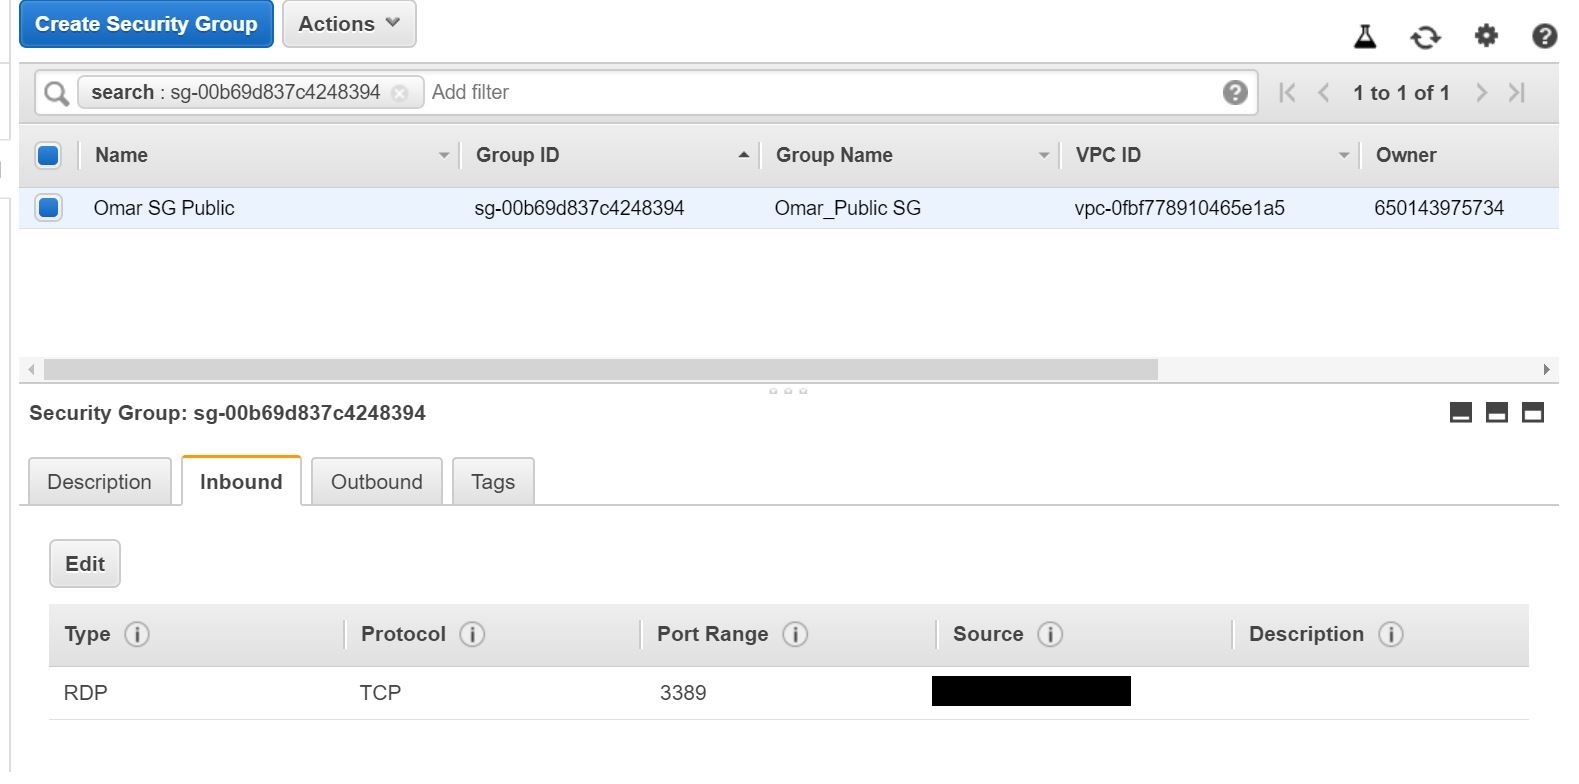 Create Security Group Actions
search : sg-00b69d837c4248394 Add filter 1 to 1 of 1
Name Group ID Group Name VPC ID Owner
Omar SG Public sg-00b69d837c4248394 Omar_Public SG vpc-0fbf778910465e1a5 650143975734
Security Group: sg-00b69d837c4248394
Description Inbound Outbound Tags
Edit
Type Protocol Port Range Source Description
RDP TCP 3389